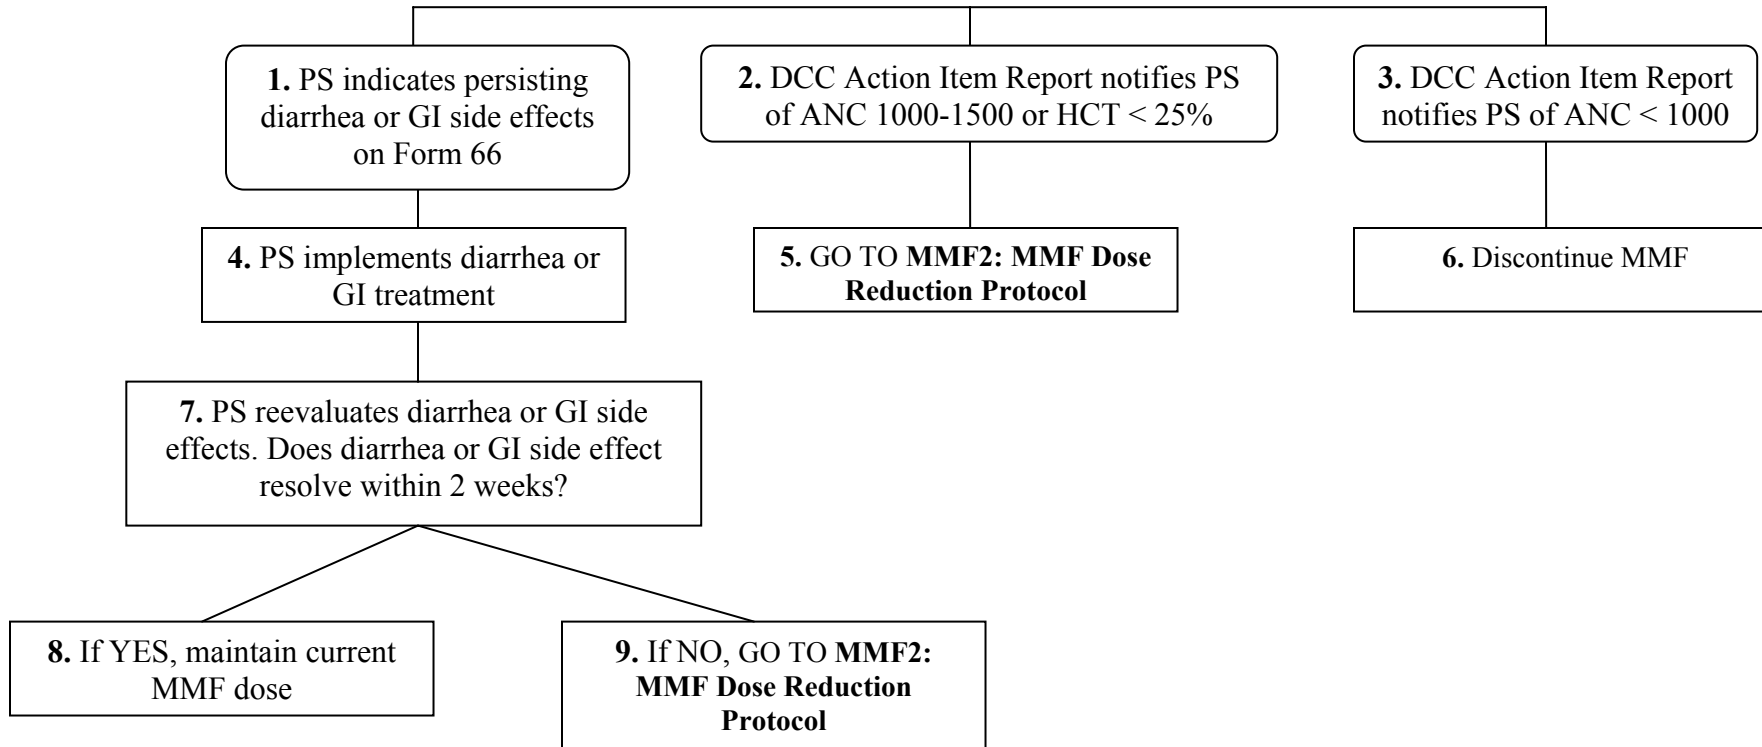 1. PS indicates persisting
diarrhea or GI side effects
on Form 66
2. DCC Action Item Report notifies PS
of ANC 1000-1500 or HCT < 25%
3. DCC Action Item Report
notifies PS of ANC < 1000
4. PS implements diarrhea or
GI treatment
5. GO TO MMF2: MMF Dose
Reduction Protocol
6. Discontinue MMF
7. PS reevaluates diarrhea or GI side
effects. Does diarrhea or GI side effect
resolve within 2 weeks?
8. If YES, maintain current
MMF dose
9. If NO, GO TO MMF2:
MMF Dose Reduction
Protocol